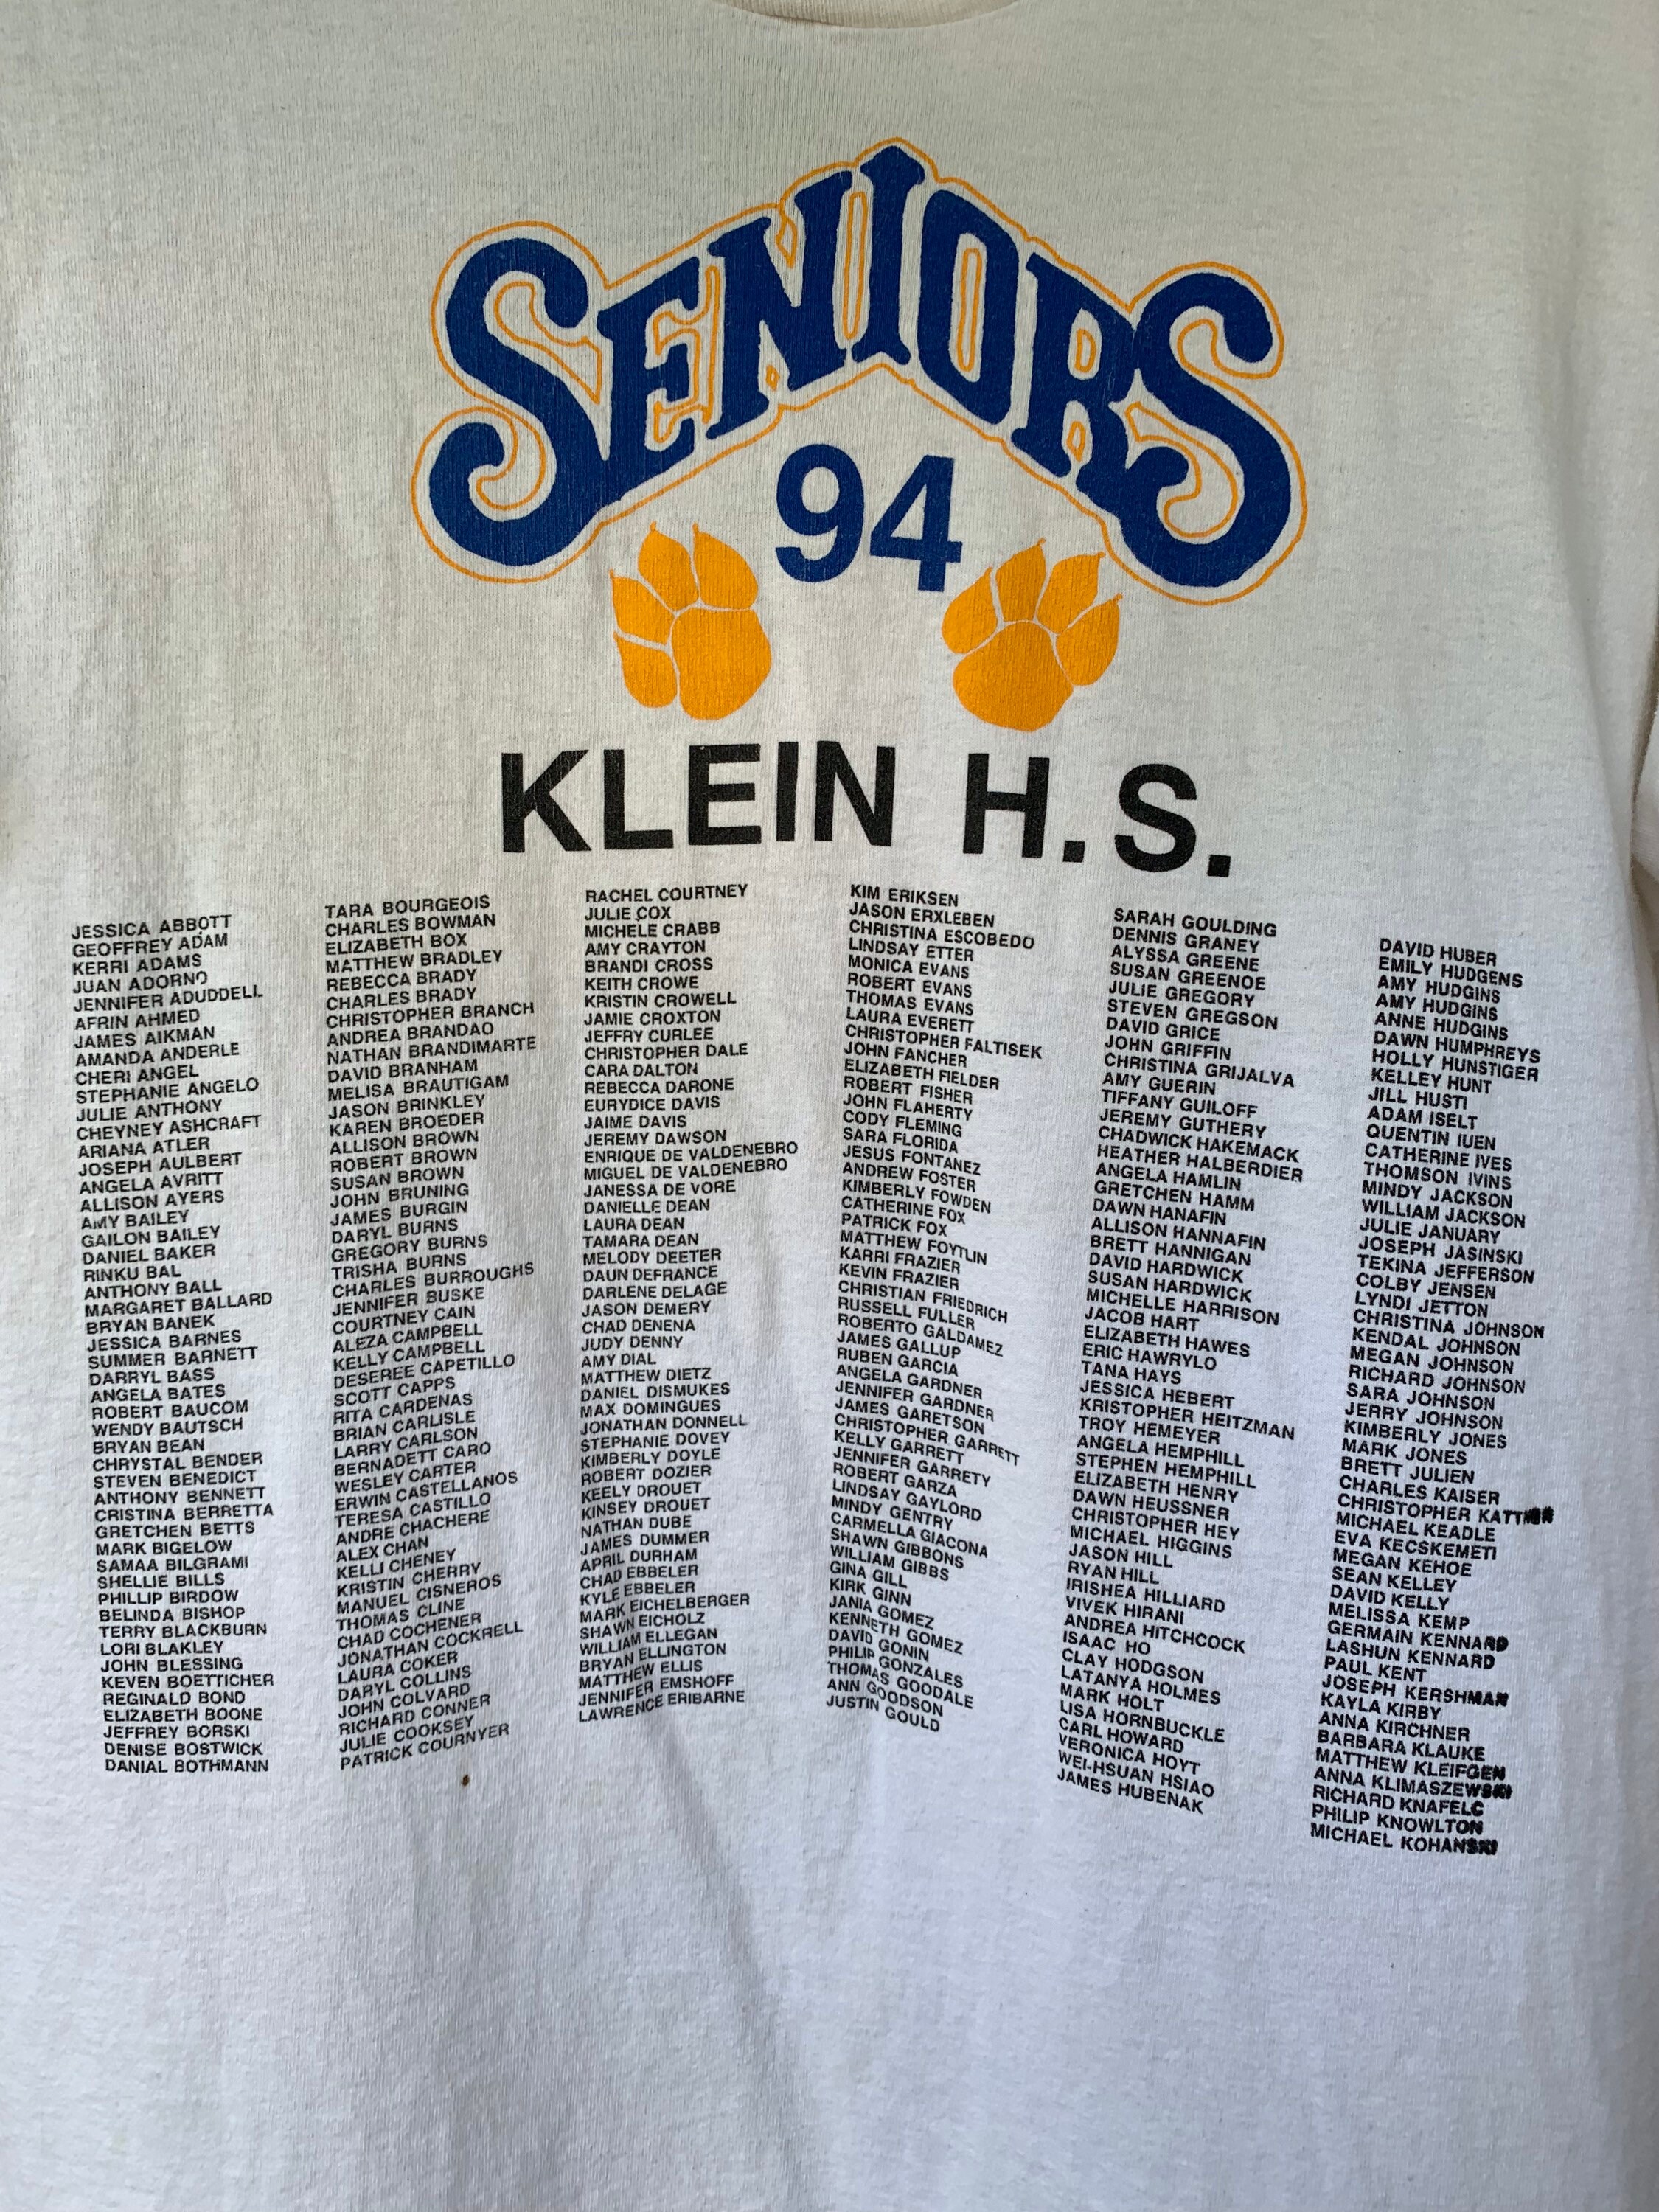 SENIORS
94
KLEIN H.S.
JESSICA ABBOTT
GEOFFREY ADAM
KERRI ADAMS
JUAN ADORNO
JENNIFER ADUDDELL
AFRIN AHMED
JAMES AIKMAN
AMANDA ANDERLE
CHERI ANGEL
STEPHANIE ANGELO
JULIE ANTHONY
CHEYNEY ASHCRAFT
ARIANA ATLER
JOSEPH AULBERT
ANGELA AVRITT
ALLISON AYERS
AMY BAILEY
GAILON BAILEY
DANIEL BAKER
RINKU BAL
ANTHONY BALL
MARGARET BALLARD
BRYAN BANEK
JESSICA BARNES
SUMMER BARNETT
DARRYL BASS
ANGELA BATES
ROBERT BAUCOM
WENDY BAUTSCH
BRYAN BEAN
CHRYSTAL BENDER
STEVEN BENEDICT
ANTHONY BENNETT
CRISTINA BERRETTA
GRETCHEN BETTS
MARK BIGELOW
SAMAA BILGRAMI
SHELLIE BILLS
PHILLIP BIRDOW
BELINDA BISHOP
TERRY BLACKBURN
LORI BLAKLEY
JOHN BLESSING
KEVEN BOETTICHER
REGINALD BOND
ELIZABETH BOONE
JEFFREY BORSKI
DENISE BOSTWICK
DANIAL BOTHMANN
TARA BOURGEOIS
CHARLES BOWMAN
ELIZABETH BOX
MATTHEW BRADLEY
REBECCA BRADY
CHARLES BRADY
CHRISTOPHER BRANCH
ANDREA BRANDAO
NATHAN BRANDIMARTE
DAVID BRANHAM
MELISA BRAUTIGAM
JASON BRINKLEY
KAREN BROEDER
ALLISON BROWN
ROBERT BROWN
SUSAN BROWN
JOHN BRUNING
JAMES BURGIN
DARYL BURNS
GREGORY BURNS
TRISHA BURNS
CHARLES BURROUGHS
JENNIFER BUSKE
COURTNEY CAIN
ALEZA CAMPBELL
KELLY CAMPBELL
DESEREE CAPETILLO
SCOTT CAPPS
RITA CARDENAS
BRIAN CARLISLE
LARRY CARLSON
BERNADETT CARO
WESLEY CARTER
ERWIN CASTELLANOS
TERESA CASTILLO
ANDRE CHACHERE
ALEX CHAN
KELLI CHENEY
KRISTIN CHERRY
MANUEL CISNEROS
THOMAS CLINE
CHAD COCHENER
JONATHAN COCKRELL
LAURA COKER
DARYL COLLINS
JOHN COLVARD
RICHARD CONNER
JULIE COOKSEY
PATRICK COURNYER
RACHEL COURTNEY
JULIE COX
MICHELE CRABB
AMY CRAYTON
BRANDI CROSS
KEITH CROWE
KRISTIN CROWELL
JAMIE CROXTON
JEFFRY CURLEE
CHRISTOPHER DALE
CARA DALTON
REBECCA DARONE
EURYDICE DAVIS
JAIME DAVIS
JEREMY DAWSON
ENRIQUE DE VALDENEBRO
MIGUEL DE VALDENEBRO
JANESSA DE VORE
DANIELLE DEAN
LAURA DEAN
TAMARA DEAN
MELODY DEETER
DAUN DEFRANCE
DARLENE DELAGE
JASON DEMERY
CHAD DENENA
JUDY DENNY
AMY DIAL
MATTHEW DIETZ
DANIEL DISMUKES
MAX DOMINGUES
JONATHAN DONNELL
STEPHANIE DOVEY
KIMBERLY DOYLE
ROBERT DOZIER
KEELY DROUET
KINSEY DROUET
NATHAN DUBE
JAMES DUMMER
APRIL DURHAM
CHAD EBBELER
KYLE EBBELER
MARK EICHELBERGER
SHAWN EICHOLZ
WILLIAM ELLEGAN
BRYAN ELLINGTON
MATTHEW ELLIS
JENNIFER EMSHOFF
LAWRENCE ERIBARNE
KIM ERIKSEN
JASON ERXLEBEN
CHRISTINA ESCOBEDO
LINDSAY ETTER
MONICA EVANS
ROBERT EVANS
THOMAS EVANS
LAURA EVERETT
CHRISTOPHER FALTISEK
JOHN FANCHER
ELIZABETH FIELDER
ROBERT FISHER
JOHN FLAHERTY
CODY FLEMING
SARA FLORIDA
JESUS FONTANEZ
ANDREW FOSTER
KIMBERLY FOWDEN
CATHERINE FOX
PATRICK FOX
MATTHEW FOYTLIN
KARRI FRAZIER
KEVIN FRAZIER
CHRISTIAN FRIEDRICH
RUSSELL FULLER
ROBERTO GALDAMEZ
JAMES GALLUP
RUBEN GARCIA
ANGELA GARDNER
JENNIFER GARDNER
JAMES GARETSON
CHRISTOPHER GARRETT
KELLY GARRETT
JENNIFER GARRETY
ROBERT GARZA
LINDSAY GAYLORD
MINDY GENTRY
CARMELLA GIACONA
SHAWN GIBBONS
WILLIAM GIBBS
GINA GILL
KIRK GINN
JANIA GOMEZ
KENNETH GOMEZ
DAVID GONIN
PHILIP GONZALES
THOMAS GOODALE
ANN GOODSON
JUSTIN GOULD
SARAH GOULDING
DENNIS GRANEY
ALYSSA GREENE
SUSAN GREENOE
JULIE GREGORY
STEVEN GREGSON
DAVID GRICE
JOHN GRIFFIN
CHRISTINA GRIJALVA
AMY GUERIN
TIFFANY GUILOFF
JEREMY GUTHERY
CHADWICK HAKEMACK
HEATHER HALBERDIER
ANGELA HAMLIN
GRETCHEN HAMM
DAWN HANAFIN
ALLISON HANNAFIN
BRETT HANNIGAN
DAVID HARDWICK
SUSAN HARDWICK
MICHELLE HARRISON
JACOB HART
ELIZABETH HAWES
ERIC HAWRYLO
TANA HAYS
JESSICA HEBERT
KRISTOPHER HEITZMAN
TROY HEMEYER
ANGELA HEMPHILL
STEPHEN HEMPHILL
ELIZABETH HENRY
DAWN HEUSSNER
CHRISTOPHER HEY
MICHAEL HIGGINS
JASON HILL
RYAN HILL
IRISHEA HILLIARD
VIVEK HIRANI
ANDREA HITCHCOCK
ISAAC HO
CLAY HODGSON
LATANYA HOLMES
MARK HOLT
LISA HORNBUCKLE
CARL HOWARD
VERONICA HOYT
WEI-HSUAN HSIAO
JAMES HUBENAK
DAVID HUBER
EMILY HUDGENS
AMY HUDGINS
AMY HUDGINS
ANNE HUDGINS
DAWN HUMPHREYS
HOLLY HUNSTIGER
KELLEY HUNT
JILL HUSTI
ADAM ISELT
QUENTIN IUEN
CATHERINE IVES
THOMSON IVINS
MINDY JACKSON
WILLIAM JACKSON
JULIE JANUARY
JOSEPH JASINSKI
TEKINA JEFFERSON
COLBY JENSEN
LYNDI JETTON
CHRISTINA JOHNSON
KENDAL JOHNSON
MEGAN JOHNSON
RICHARD JOHNSON
SARA JOHNSON
JERRY JOHNSON
KIMBERLY JONES
MARK JONES
BRETT JULIEN
CHARLES KAISER
CHRISTOPHER
MICHAEL KEADLE
EVA KECSKEMETI
MEGAN KEHOE
SEAN KELLEY
DAVID KELLY
MELISSA KEMP
GERMAIN KENNARD
LASHUN KENNARD
PAUL KENT
JOSEPH KERSHMAN
KAYLA KIRBY
ANNA KIRCHNER
BARBARA KLAUKE
MATTHEW KLEIFGEN
ANNA KLIMASZEWSKI
RICHARD KNAFELC
PHILIP KNOWLTON
MICHAEL KOHANSKI